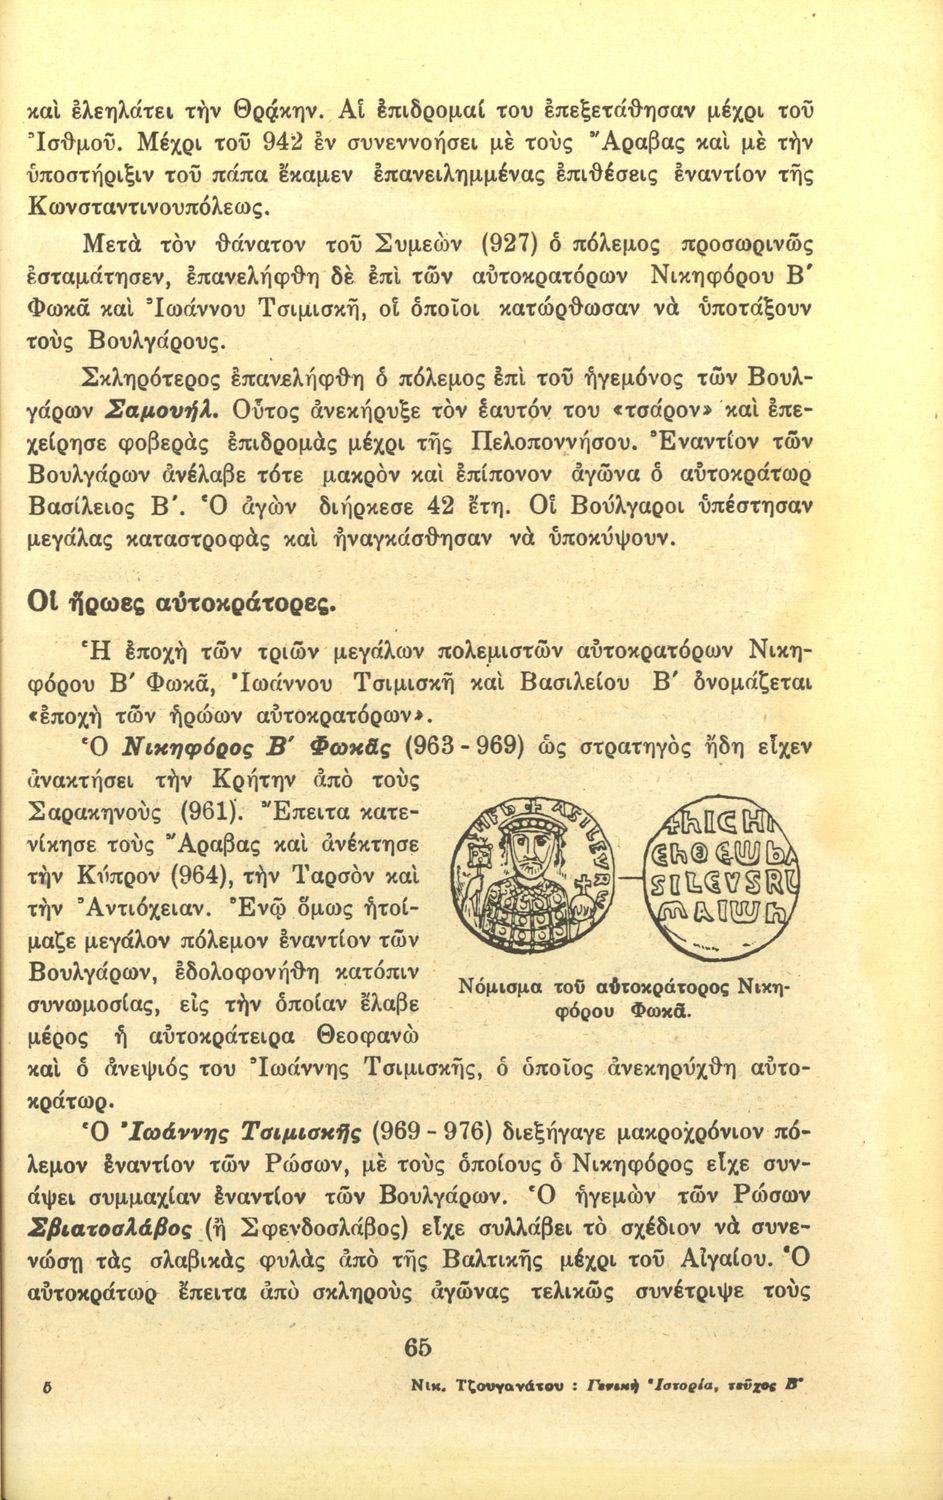 καὶ ἐλεηλάτει τὴν Θρᾴκην. Αἱ ἐπιδρομαί του ἐπεξετάθησαν μέχρι τοῦ
Ἰσθμοῦ. Μέχρι τοῦ 942 ἐν συνεννοήσει μὲ τοὺς Ἄραβας καὶ μὲ τὴν
ὑποστήριξιν τοῦ πάπα ἔκαμεν ἐπανειλημμένας ἐπιθέσεις ἐναντίον τῆς
Κωνσταντινουπόλεως.
Μετὰ τὸν θάνατον τοῦ Συμεὼν (927) ὁ πόλεμος προσωρινῶς
ἐσταμάτησεν, ἐπανελήφθη δὲ ἐπὶ τῶν αὐτοκρατόρων Νικηφόρου Β΄
Φωκᾶ καὶ Ἰωάννου Τσιμισκῆ, οἱ ὁποῖοι κατώρθωσαν νὰ ὑποτάξουν
τοὺς Βουλγάρους.
Σκληρότερος ἐπανελήφθη ὁ πόλεμος ἐπὶ τοῦ ἡγεμόνος τῶν Βουλ-
γάρων Σαμουήλ. Οὗτος ἀνεκήρυξε τὸν ἑαυτόν του «τσάρον» καὶ ἐπε-
χείρησε φοβερὰς ἐπιδρομὰς μέχρι τῆς Πελοποννήσου. Ἐναντίον τῶν
Βουλγάρων ἀνέλαβε τότε μακρὸν καὶ ἐπίπονον ἀγῶνα ὁ αὐτοκράτωρ
Βασίλειος Β΄. Ὁ ἀγὼν διήρκεσε 42 ἔτη. Οἱ Βούλγαροι ὑπέστησαν
μεγάλας καταστροφὰς καὶ ἠναγκάσθησαν νὰ ὑποκύψουν.
Οἱ ἥρωες αὐτοκράτορες.
Ἡ ἐποχὴ τῶν τριῶν μεγάλων πολεμιστῶν αὐτοκρατόρων Νικη-
φόρου Β΄ Φωκᾶ, Ἰωάννου Τσιμισκῆ καὶ Βασιλείου Β΄ ὀνομάζεται
«ἐποχὴ τῶν ἡρώων αὐτοκρατόρων».
Ὁ Νικηφόρος Β΄ Φωκᾶς (963 - 969) ὡς στρατηγὸς ἤδη εἶχεν
ἀνακτήσει τὴν Κρήτην ἀπὸ τοὺς
Σαρακηνοὺς (961). Ἔπειτα κατε-
νίκησε τοὺς Ἄραβας καὶ ἀνέκτησε
τὴν Κύπρον (964), τὴν Ταρσὸν καὶ
τὴν Ἀντιόχειαν. Ἐνῷ ὅμως ἡτοί-
μαζε μεγάλον πόλεμον ἐναντίον τῶν
Βουλγάρων, ἐδολοφονήθη κατόπιν
συνωμοσίας, εἰς τὴν ὁποίαν ἔλαβε
μέρος ἡ αὐτοκράτειρα Θεοφανὼ
καὶ ὁ ἀνεψιός του Ἰωάννης Τσιμισκῆς, ὁ ὁποῖος ἀνεκηρύχθη αὐτο-
κράτωρ.
Νόμισμα τοῦ αὐτοκράτορος Νικη-
φόρου Φωκᾶ.
Ὁ Ἰωάννης Τσιμισκῆς (969 - 976) διεξήγαγε μακροχρόνιον πό-
λεμον ἐναντίον τῶν Ρώσων, μὲ τοὺς ὁποίους ὁ Νικηφόρος εἶχε συν-
άψει συμμαχίαν ἐναντίον τῶν Βουλγάρων. Ὁ ἡγεμὼν τῶν Ρώσων
Σβιατοσλάβος (ἢ Σφενδοσλάβος) εἶχε συλλάβει τὸ σχέδιον νὰ συνε-
νώσῃ τὰς σλαβικὰς φυλὰς ἀπὸ τῆς Βαλτικῆς μέχρι τοῦ Αἰγαίου. Ὁ
αὐτοκράτωρ ἔπειτα ἀπὸ σκληροὺς ἀγῶνας τελικῶς συνέτριψε τοὺς
65
5 Νικ. Τζουγανάτου : Γενικὴ Ἱστορία, τεῦχος Β΄